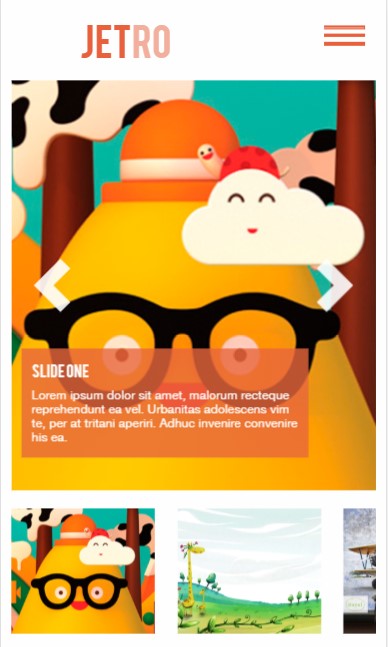 JETRO
SLIDE ONE
Lorem ipsum dolor sit amet, malorum recteque
reprehendunt ea vel. Urbanitas adolescens vim
te, per at tritani aperiri. Adhuc invenire convenire
his ea.